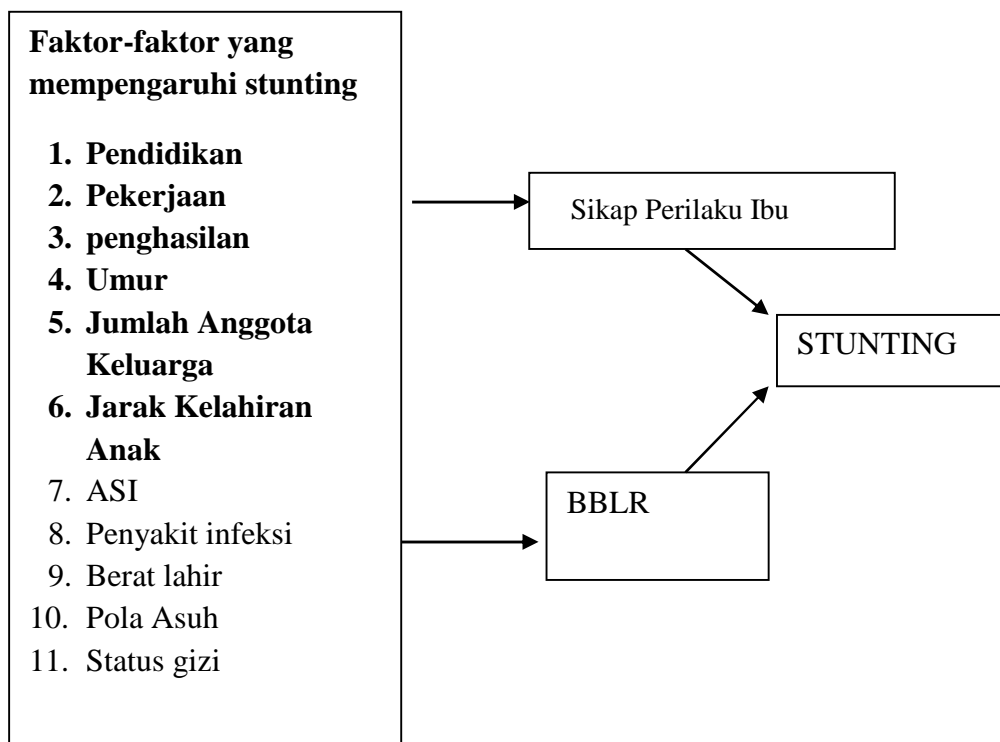 Faktor-faktor yang
mempengaruhi stunting
1. Pendidikan
2. Pekerjaan
3. penghasilan
4. Umur
5. Jumlah Anggota
Keluarga
6. Jarak Kelahiran
Anak
7. ASI
8. Penyakit infeksi
9. Berat lahir
10. Pola Asuh
11. Status gizi
Sikap Perilaku Ibu
STUNTING
BBLR